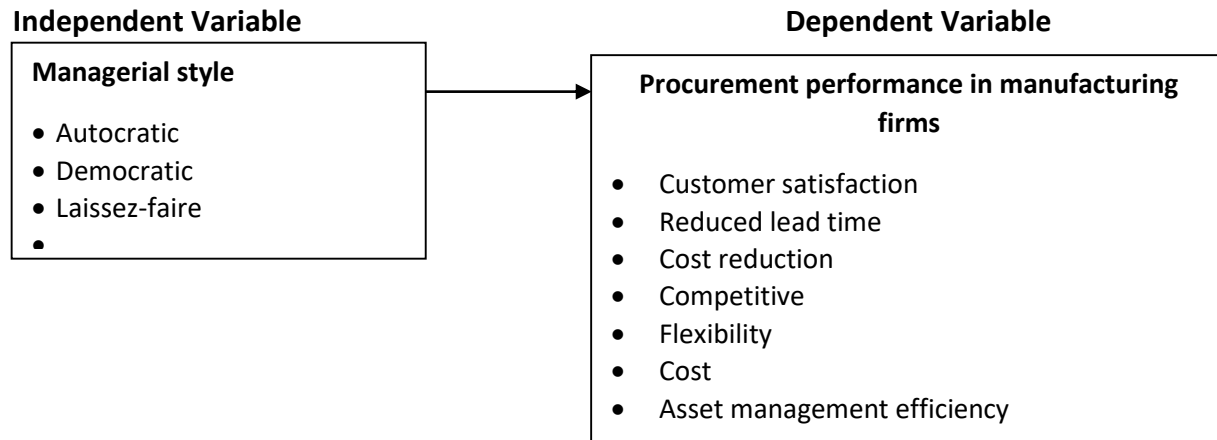 Independent Variable
Managerial style
• Autocratic
• Democratic
• Laissez-faire
•
Dependent Variable
Procurement performance in manufacturing
firms
• Customer satisfaction
• Reduced lead time
• Cost reduction
• Competitive
• Flexibility
• Cost
• Asset management efficiency